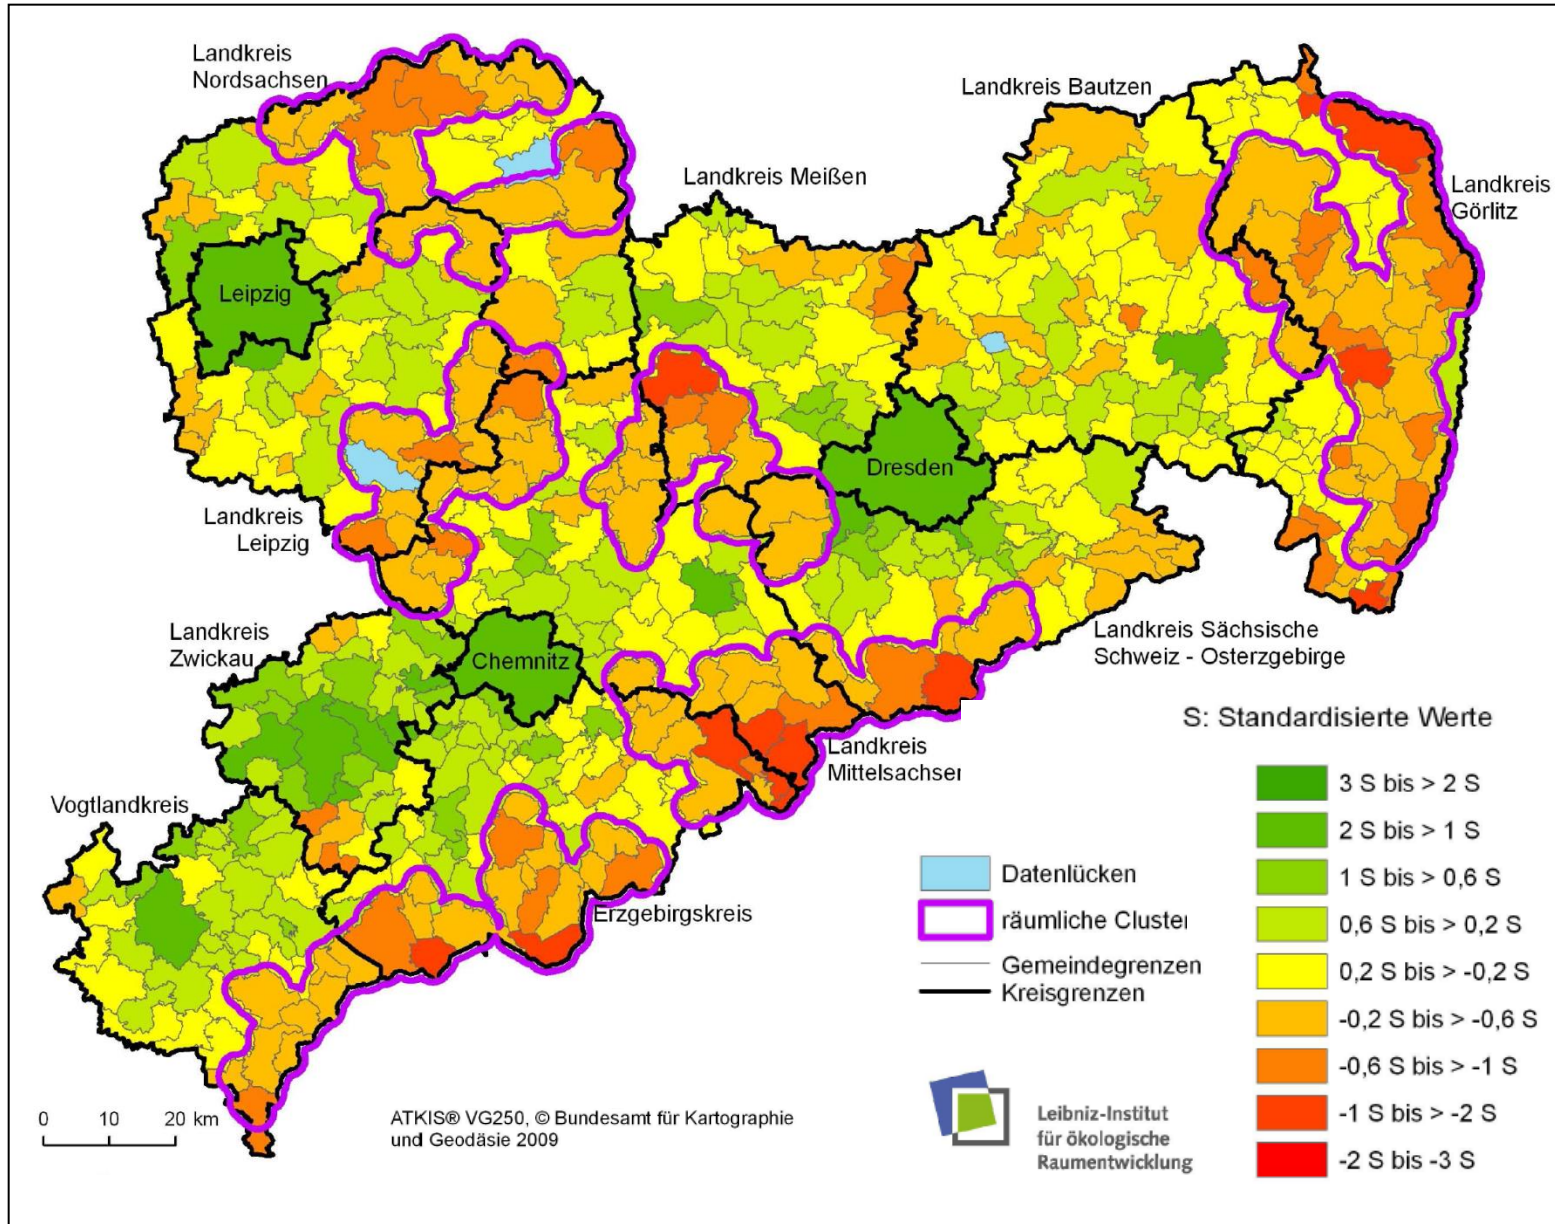 Landkreis
Nordsachsen
Landkreis Bautzen
Landkreis Meißen
Landkreis
Görlitz
Leipzig
Dresden
Landkreis
Leipzig
Landkreis
Zwickau
Chemnitz
Landkreis Sächsische
Schweiz - Osterzgebirge
Landkreis
Mittelsachser
Vogtlandkreis
Erzgebirgskreis
S: Standardisierte Werte
3 S bis > 2 S
2 S bis > 1 S
1 S bis > 0,6 S
0,6 S bis > 0,2 S
0,2 S bis > -0,2 S
-0,2 S bis > -0,6 S
-0,6 S bis > -1 S
-1 S bis > -2 S
-2 S bis -3 S
Datenlücken
räumliche Cluster
Gemeindegrenzen
Kreisgrenzen
0 10 20 km
ATKIS® VG250, © Bundesamt für Kartographie
und Geodäsie 2009
Leibniz-Institut
für ökologische
Raumentwicklung